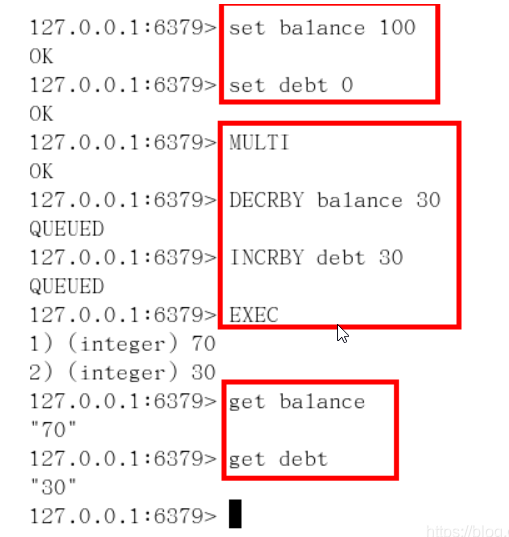 127.0.0.1:6379> set balance 100
OK
127.0.0.1:6379> set debt 0
OK
127.0.0.1:6379> MULTI
OK
127.0.0.1:6379> DECRBY balance 30
QUEUED
127.0.0.1:6379> INCRBY debt 30
QUEUED
127.0.0.1:6379> EXEC
1) (integer) 70
2) (integer) 30
127.0.0.1:6379> get balance
"70"
127.0.0.1:6379> get debt
"30"
127.0.0.1:6379>
https://blog.